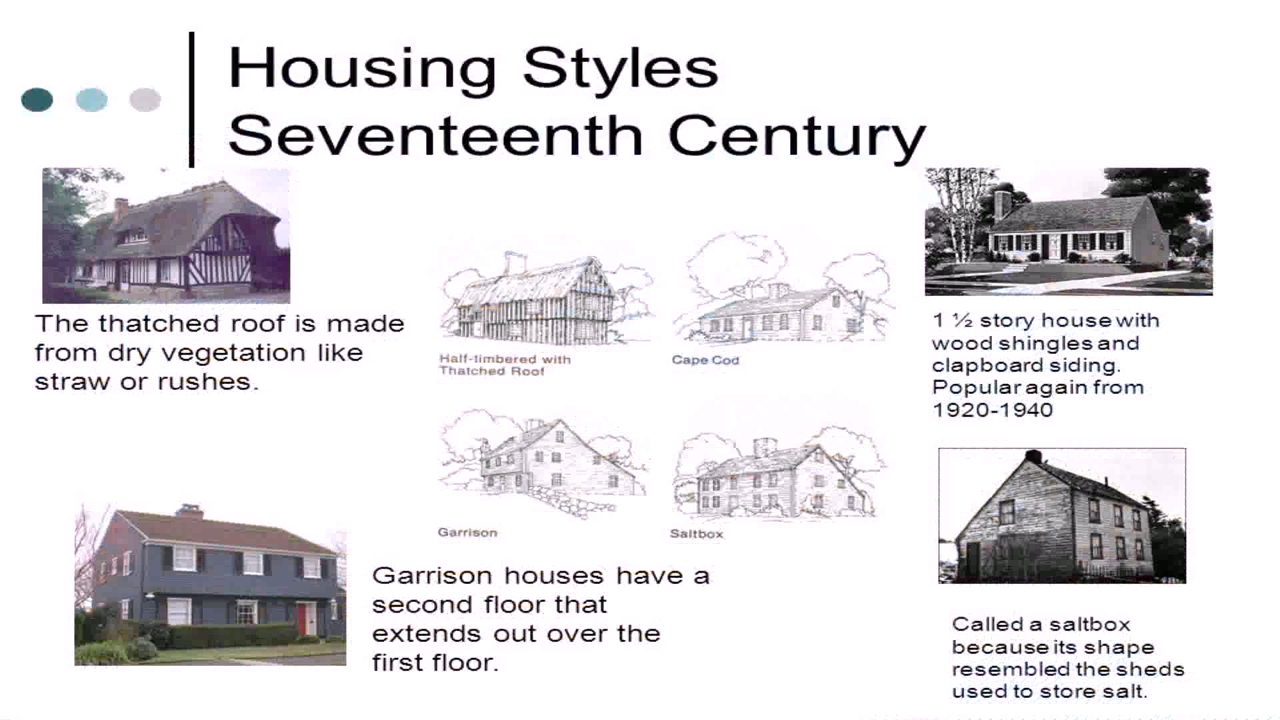 Housing Styles
Seventeenth Century
The thatched roof is made
from dry vegetation like
straw or rushes.
Half-timbered with
Thatched Roof
Cape Cod
1 ½ story house with
wood shingles and
clapboard siding.
Popular again from
1920-1940
Garrison
Saltbox
Garrison houses have a
second floor that
extends out over the
first floor.
Called a saltbox
because its shape
resembled the sheds
used to store salt.